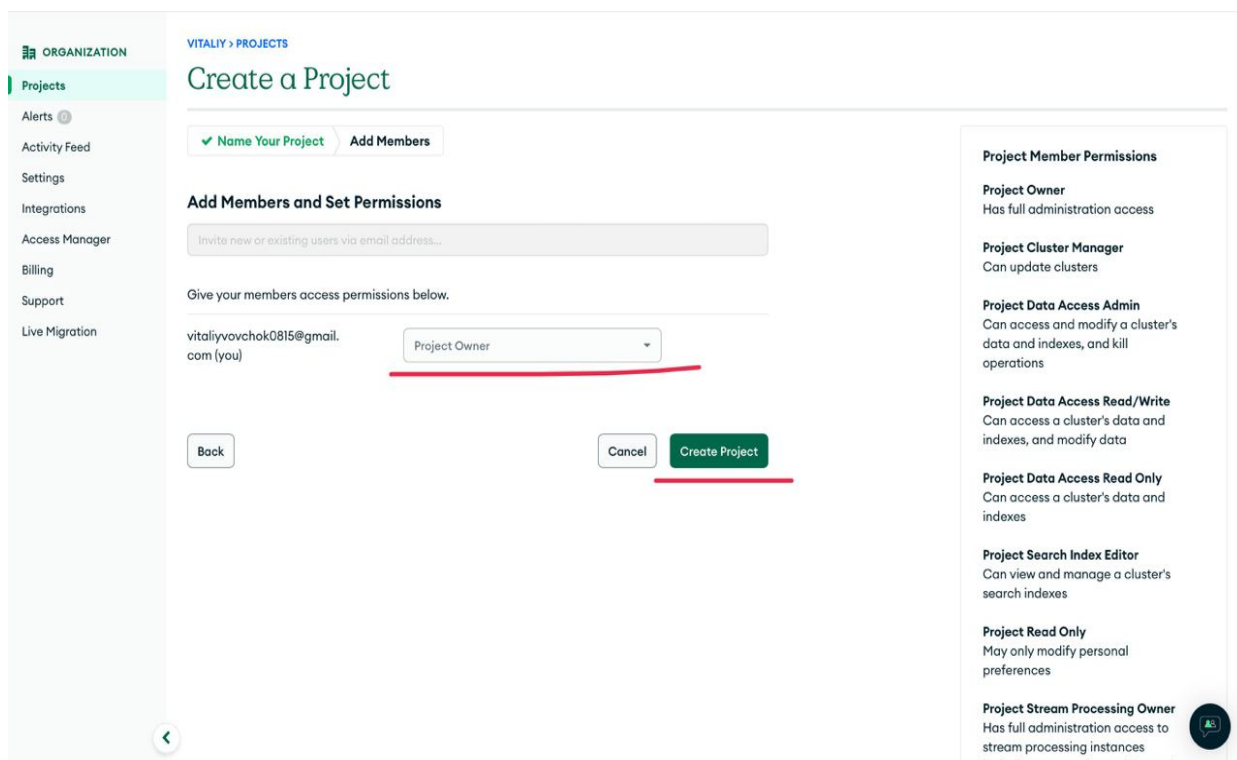 ORGANIZATION
Projects
Alerts 0
Activity Feed
Settings
Integrations
Access Manager
Billing
Support
Live Migration
VITALIY > PROJECTS
Create a Project
Name Your Project
Add Members
Add Members and Set Permissions
Invite new or existing users via email address...
Give your members access permissions below.
vitaliyvovchok0815@gmail.
com (you)
Project Owner
Back
Cancel
Create Project
Project Member Permissions
Project Owner
Has full administration access
Project Cluster Manager
Can update clusters
Project Data Access Admin
Can access and modify a cluster's
data and indexes, and kill
operations
Project Data Access Read/Write
Can access a cluster's data and
indexes, and modify data
Project Data Access Read Only
Can access a cluster's data and
indexes
Project Search Index Editor
Can view and manage a cluster's
search indexes
Project Read Only
May only modify personal
preferences
Project Stream Processing Owner
Has full administration access to
stream processing instances